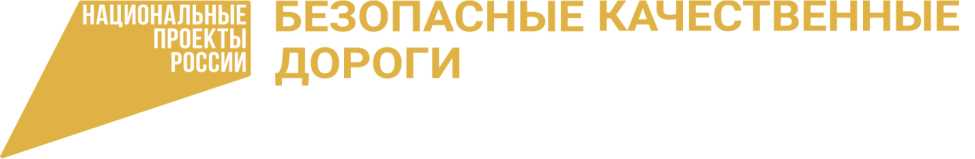 НАЦИОНАЛЬНЫЕ
ПРОЕКТЫ
РОССИИ
БЕЗОПАСНЫЕ КАЧЕСТВЕННЫЕ
ДОРОГИ